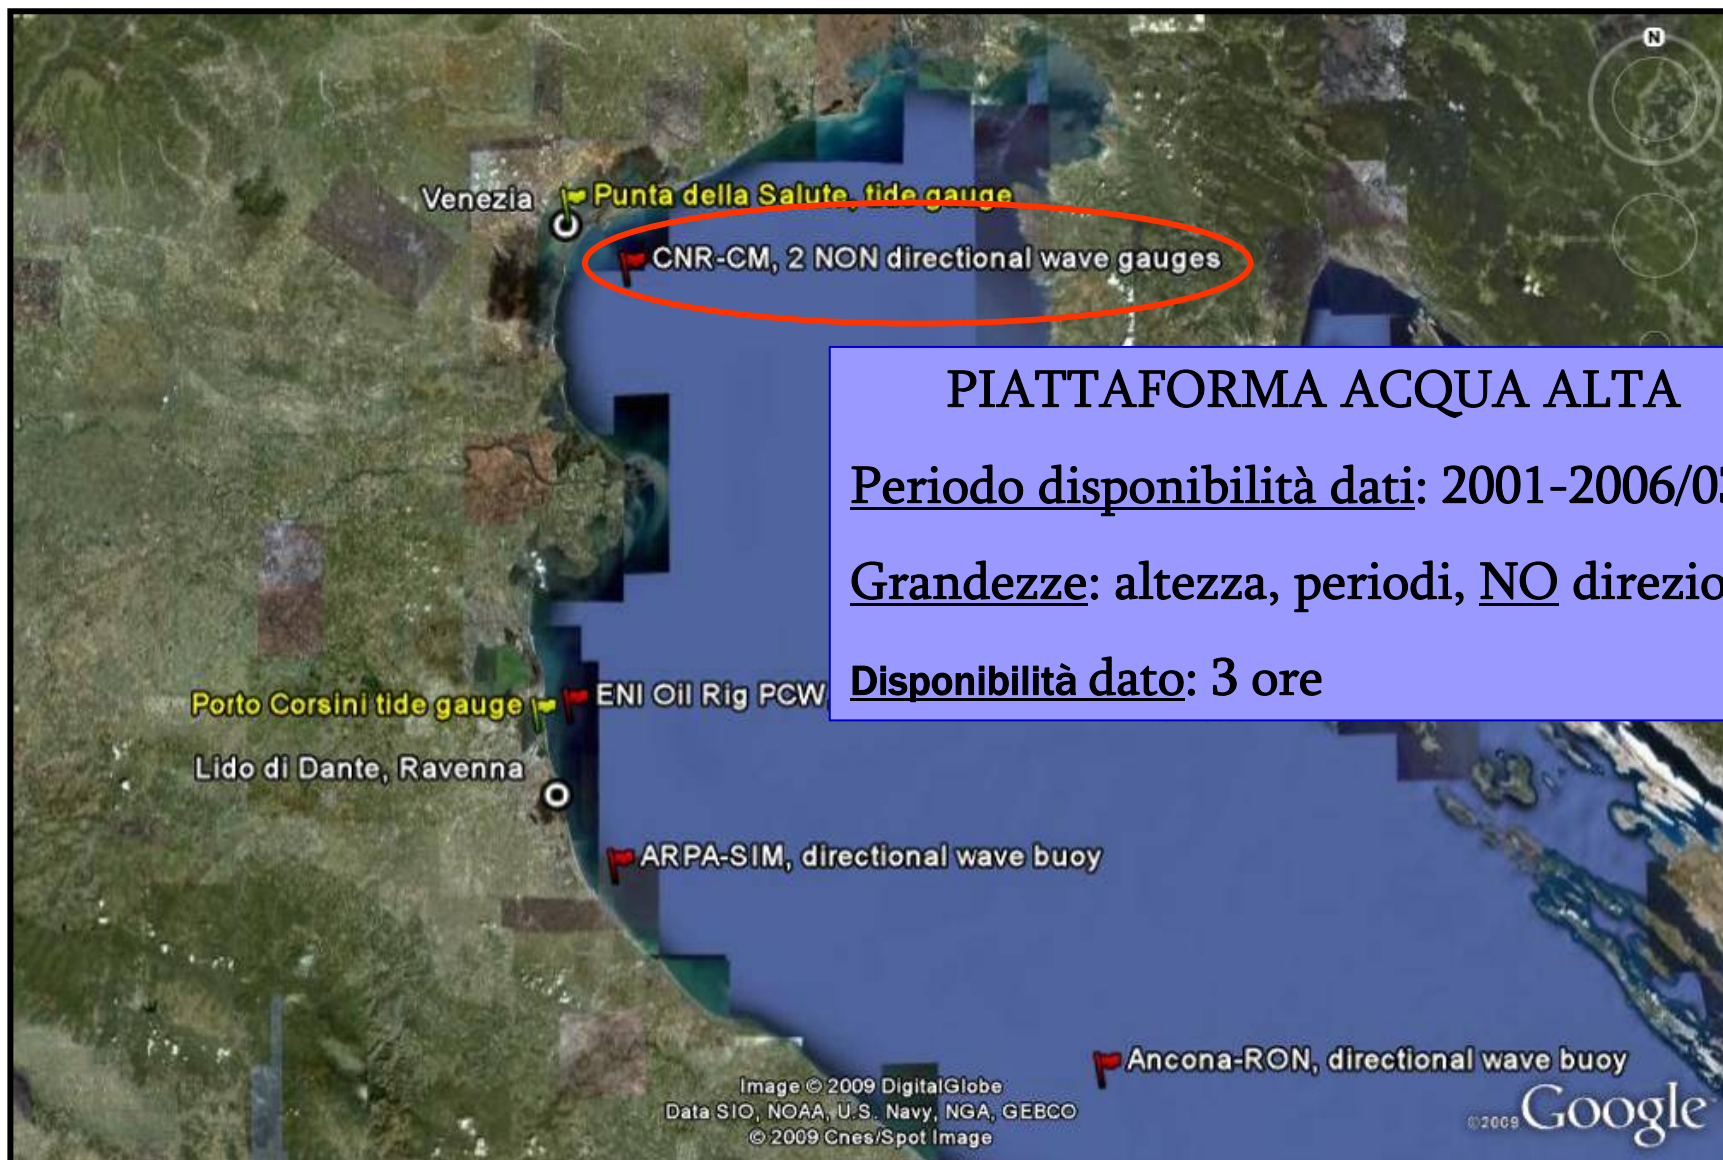 N
Venezia
Punta della Salute, tide gauge
CNR-CM, 2 NON directional wave gauges
PIATTAFORMA ACQUA ALTA
Periodo disponibilità dati: 2001-2006/0
Grandezze: altezza, periodi, NO direzio
Disponibilità dato: 3 ore
Porto Corsini tide gauge
ENI Oil Rig PCW,
Lido di Dante, Ravenna
ARPA-SIM, directional wave buoy
Ancona-RON, directional wave buoy
Image © 2009 DigitalGlobe
Data SIO, NOAA, U.S. Navy, NGA, GEBCO
© 2009 Cnes/Spot Image
©2009 Google